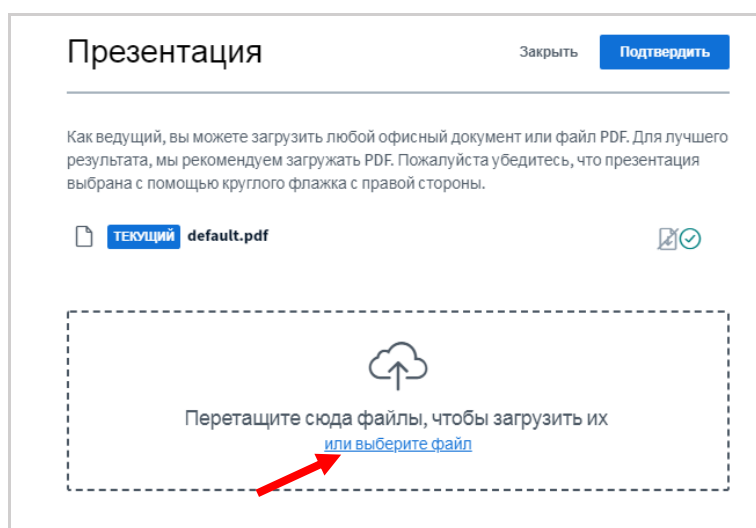 Презентация
Закрыть
Подтвердить
Как ведущий, вы можете загрузить любой офисный документ или файл PDF. Для лучшего
результата, мы рекомендуем загружать PDF. Пожалуйста убедитесь, что презентация
выбрана с помощью круглого флажка с правой стороны.
ТЕКУЩИЙ default.pdf
Перетащите сюда файлы, чтобы загрузить их
или выберите файл